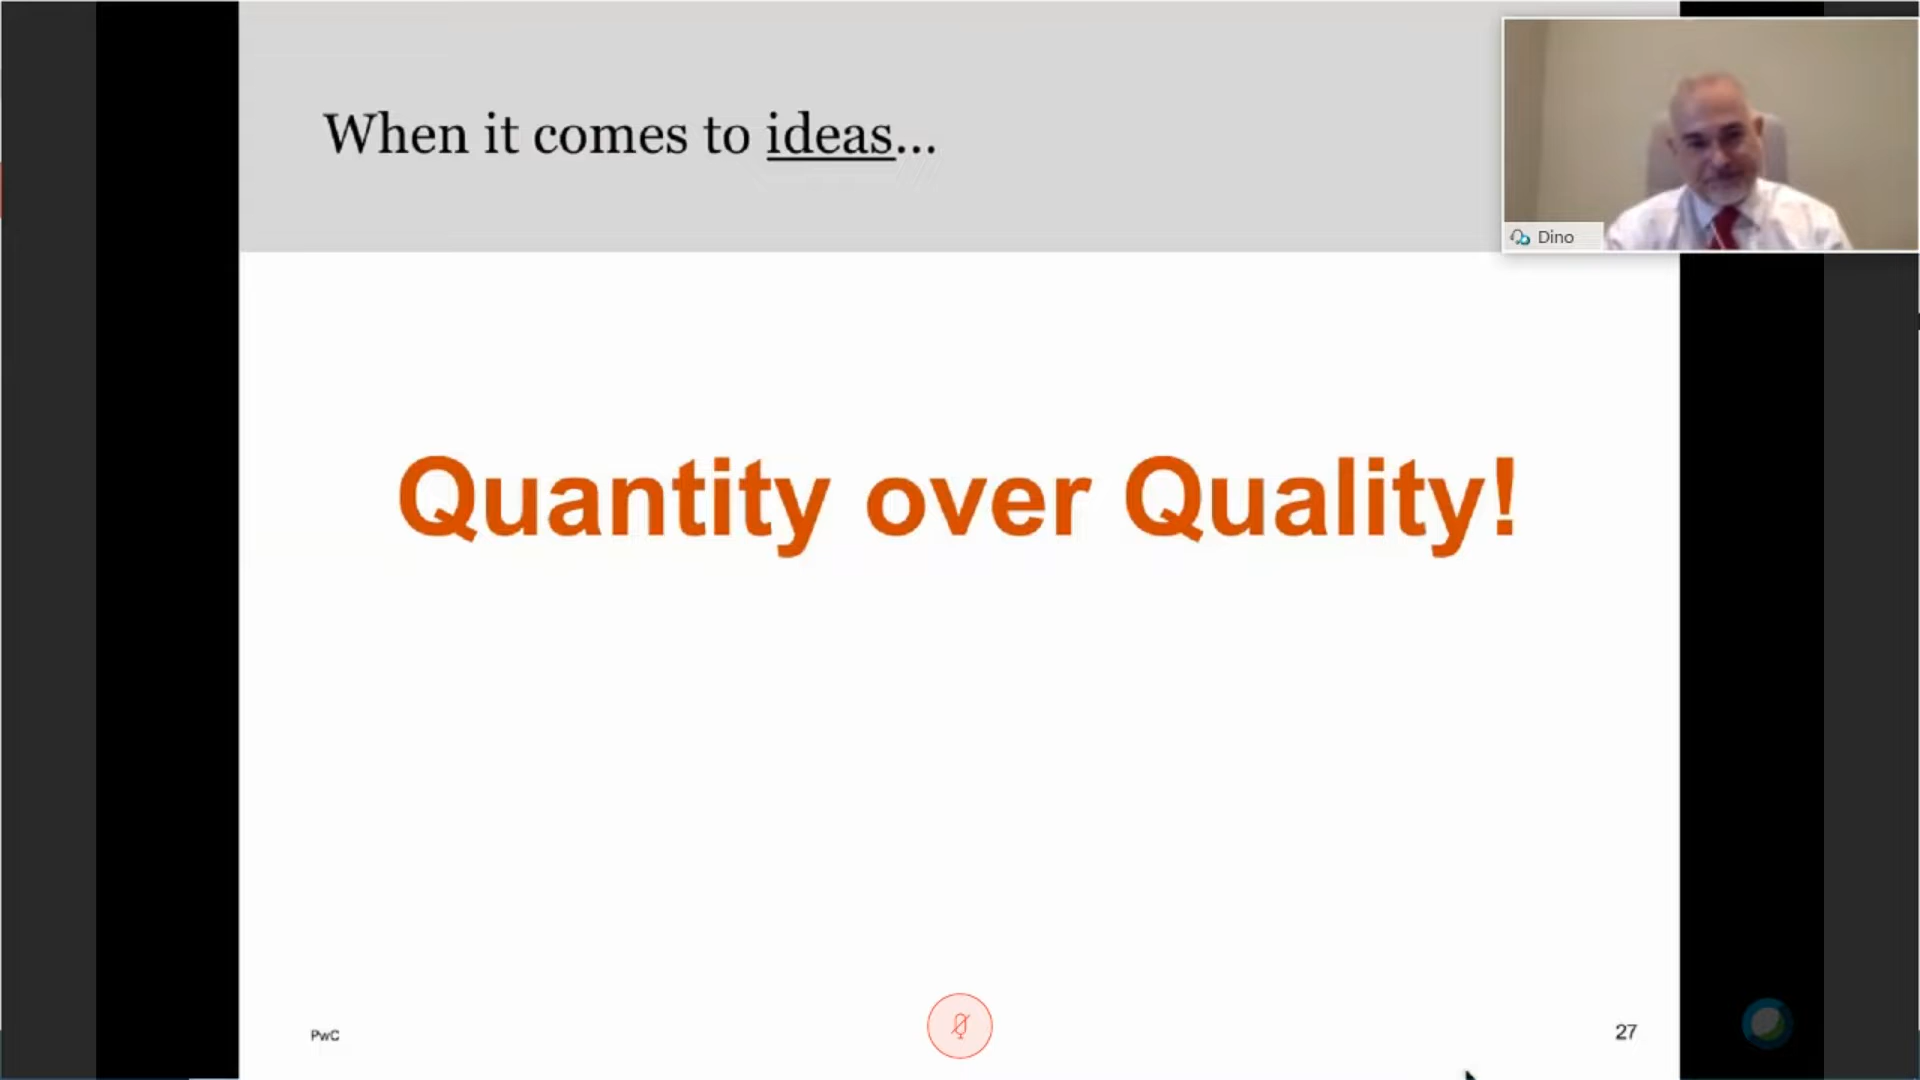 When it comes to ideas...
Dino
Quantity over Quality!
PwC
27